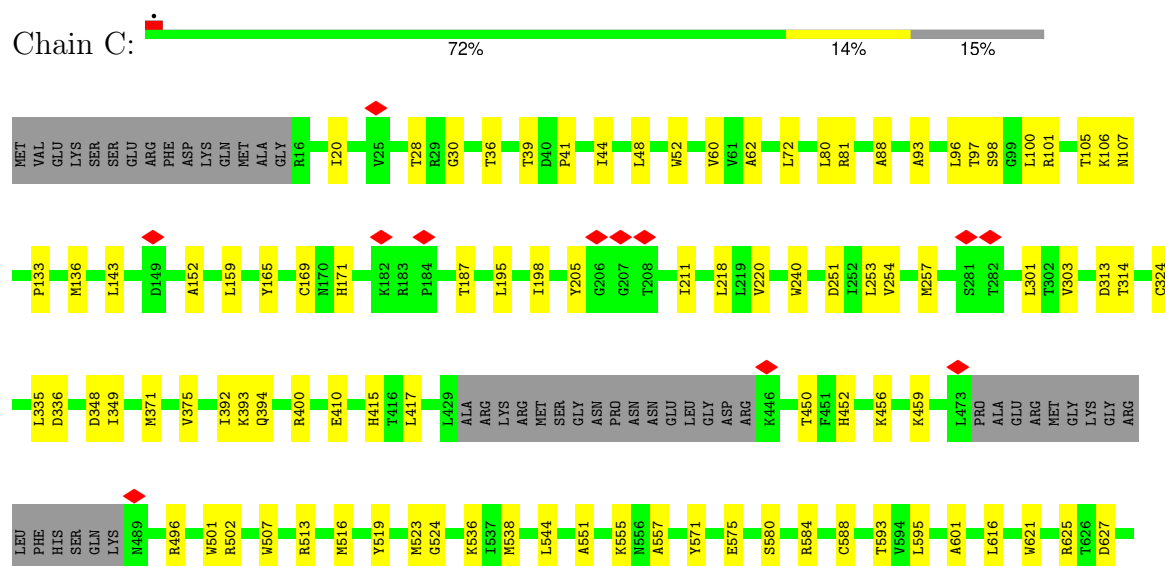 Chain C:
72% 14% 15%
MET VAL GLU LYS SER SER GLU ARG PHE ASP LYS GLN MET ALA GLY R16 I20 V25 T28 R29 G30 T36 T39 D40 P41 I44 L48 W52 V60 V61 A62 L72 L80 R81 A88 A93 L96 T97 S98 G99 L100 R101 T105 K106 N107
P133 M136 L143 D149 A152 L159 Y165 C169 N170 H171 K182 R183 P184 T187 L195 I198 Y205 G206 G207 T208 I211 L218 L219 V220 W240 D251 I252 L253 V254 M257 S281 T282 L301 T302 V303 D313 T314 C324
L335 D336 D348 I349 M371 V375 I392 K393 Q394 R400 E410 H415 T416 L417 L429 ALA ARG LYS ARG MET SER GLY ASN PRO ASN ASN GLU LEU GLY ASP ARG K446 T450 F451 H452 K456 K459 L473 PRO ALA GLU ARG MET GLY LYS GLY ARG
LEU PHE HIS SER GLN LYS N489 R496 W501 R502 W507 R513 M516 Y519 M523 G524 K536 I537 M538 L544 A551 K555 N556 A557 Y571 E575 S580 R584 C588 T593 V594 L595 A601 L616 W621 R625 T626 D627